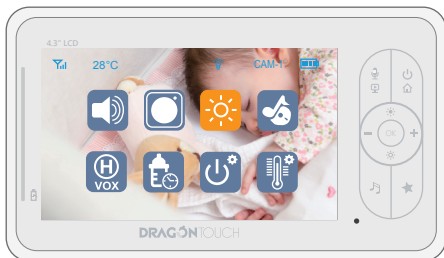 4.3" LCD
28°C
CAM-1
H
VOX
OK
DRAGONTOUCH